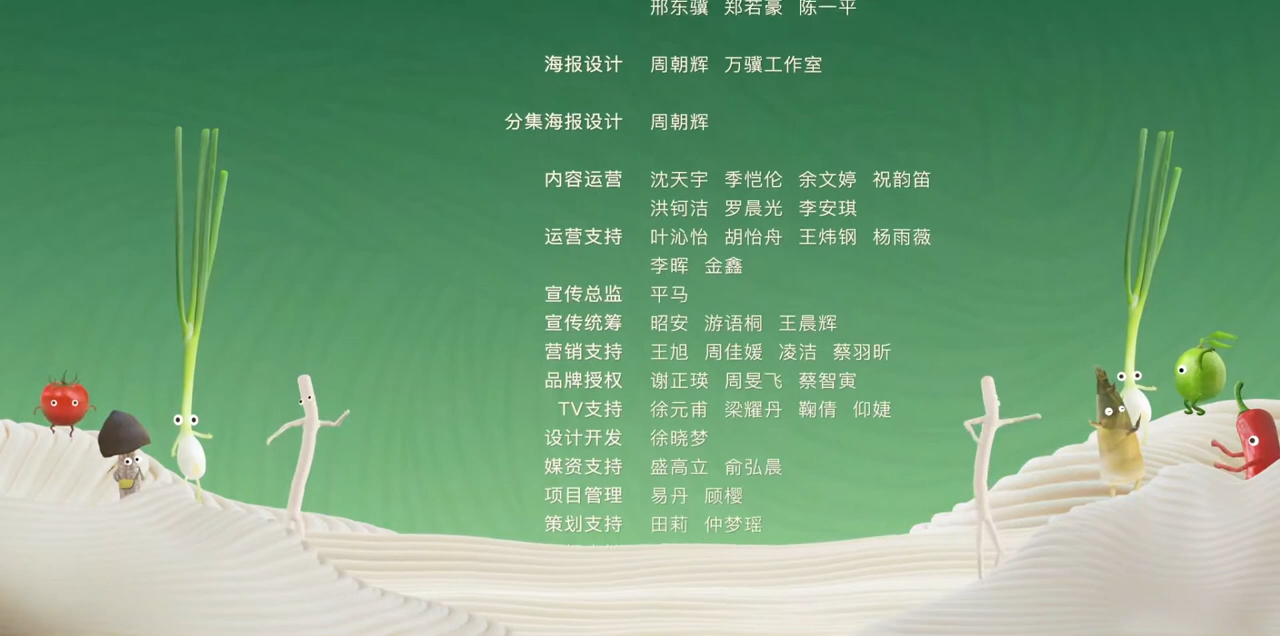 邢东骥 郑若豪 陈一平
海报设计 周朝辉 万骥工作室
分集海报设计 周朝辉
内容运营 沈天宇 季恺伦 余文婷 祝韵笛
洪钶洁 罗晨光 李安琪
运营支持 叶沁怡 胡怡舟 王炜钢 杨雨薇
李晖 金鑫
宣传总监 平马
宣传统筹 昭安 游语桐 王晨辉
营销支持 王旭 周佳媛 凌洁 蔡羽昕
品牌授权 谢正瑛 周旻飞 蔡智寅
TV支持 徐元甫 梁耀丹 鞠倩 仰婕
设计开发 徐晓梦
媒资支持 盛高立 俞弘晨
项目管理 易丹 顾樱
策划支持 田莉 仲梦瑶